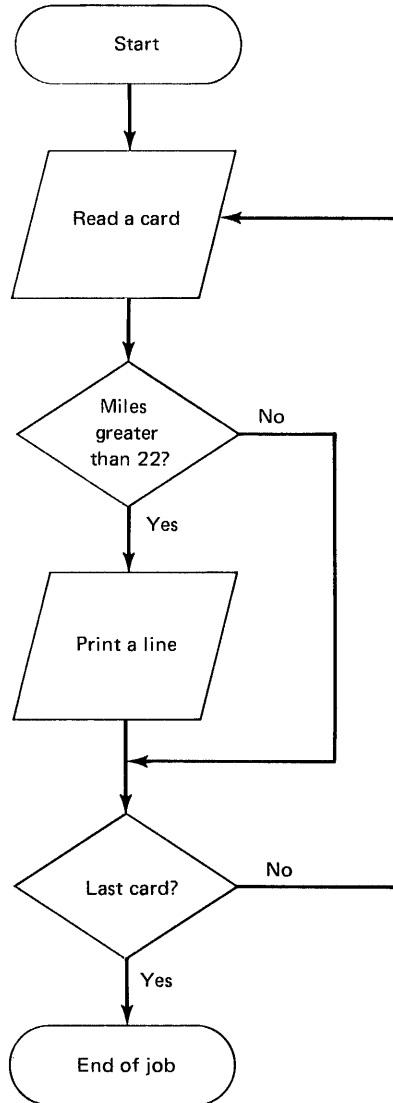 Start
Read a card
Miles
greater
than 22?
No
Yes
Print a line
Last card?
No
Yes
End of job